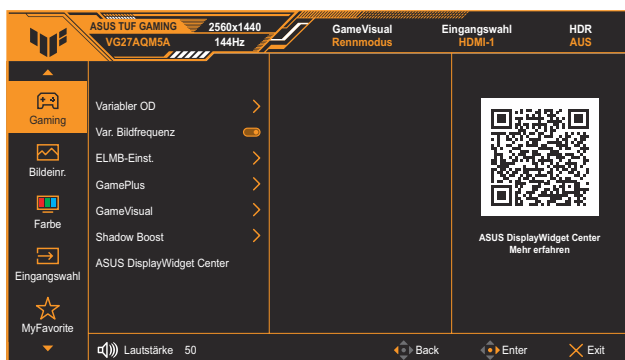 ASUS TUF GAMING 2560x1440
VG27AQM5A 144Hz
GameVisual
Rennmodus
Eingangswahl
HDMI-1
HDR
AUS
Gaming
Bildeinr.
Farbe
Eingangswahl
MyFavorite
Variabler OD
Var. Bildfrequenz
ELMB-Einst.
GamePlus
GameVisual
Shadow Boost
ASUS DisplayWidget Center
ASUS DisplayWidget Center
Mehr erfahren
Lautstärke 50
Back
Enter
Exit